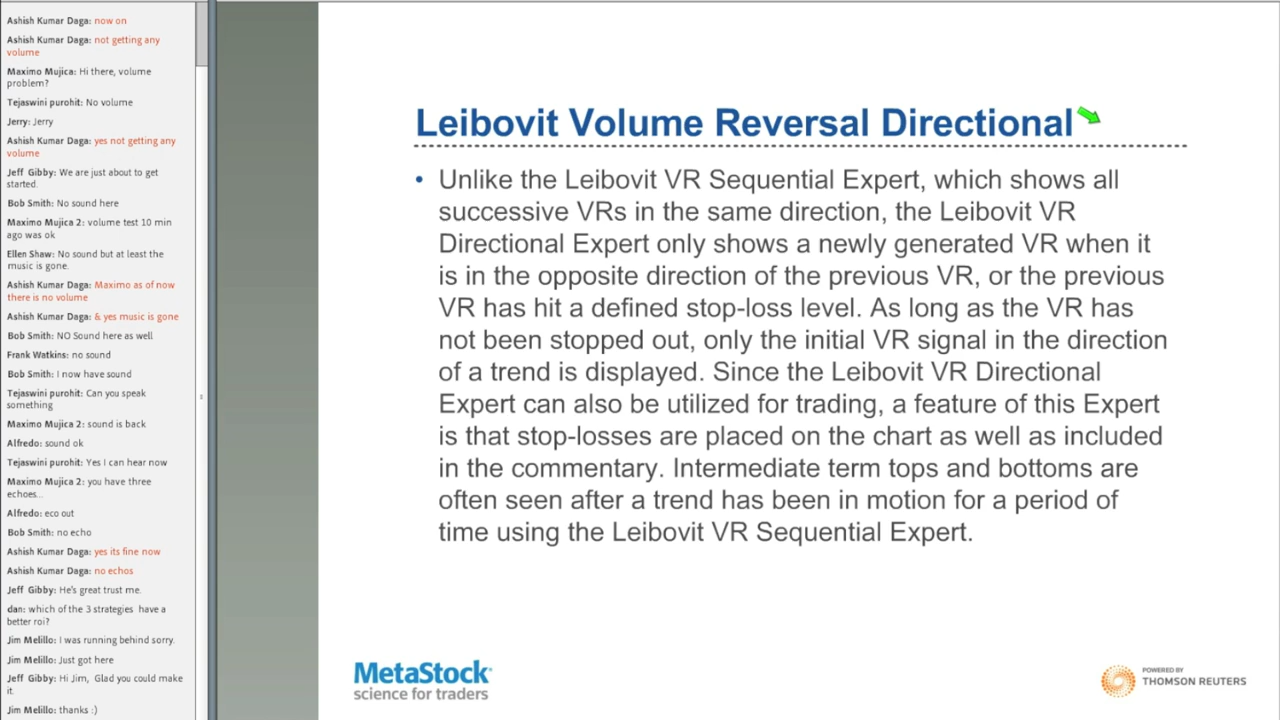 Ashish Kumar Daga: now on
Ashish Kumar Daga: not getting any
volume
Maximo Mujica: Hi there, volume
problem?
Tejaswini purohit: No volume
Jerry: Jerry
Ashish Kumar Daga: yes not getting any
volume
Jeff Gibby: We are just about to get
started.
Bob Smith: No sound here
Maximo Mujica 2: volume test 10 min
ago was ok
Ellen Shaw: No sound but at least the
music is gone.
Ashish Kumar Daga: Maximo as of now
there is no volume
Ashish Kumar Daga: & yes music is gone
Bob Smith: NO Sound here as well
Frank Watkins: no sound
Bob Smith: I now have sound
Tejaswini purohit: Can you speak
something
Maximo Mujica 2: sound is back
Alfredo: sound ok
Tejaswini purohit: Yes I can hear now
Maximo Mujica 2: you have three
echoes...
Alfredo: eco out
Bob Smith: no echo
Ashish Kumar Daga: yes its fine now
Ashish Kumar Daga: no echos
Jeff Gibby: He's great trust me.
dan: which of the 3 strategies have a
better roi?
Jim Melillo: I was running behind sorry.
Jim Melillo: Just got here
Jeff Gibby: Hi Jim, Glad you could make
it.
Jim Melillo: thanks :)
Leibovit Volume Reversal Directional
• Unlike the Leibovit VR Sequential Expert, which shows all
successive VRs in the same direction, the Leibovit VR
Directional Expert only shows a newly generated VR when it
is in the opposite direction of the previous VR, or the previous
VR has hit a defined stop-loss level. As long as the VR has
not been stopped out, only the initial VR signal in the direction
of a trend is displayed. Since the Leibovit VR Directional
Expert can also be utilized for trading, a feature of this Expert
is that stop-losses are placed on the chart as well as included
in the commentary. Intermediate term tops and bottoms are
often seen after a trend has been in motion for a period of
time using the Leibovit VR Sequential Expert.
MetaStock
science for traders
POWERED BY
THOMSON REUTERS